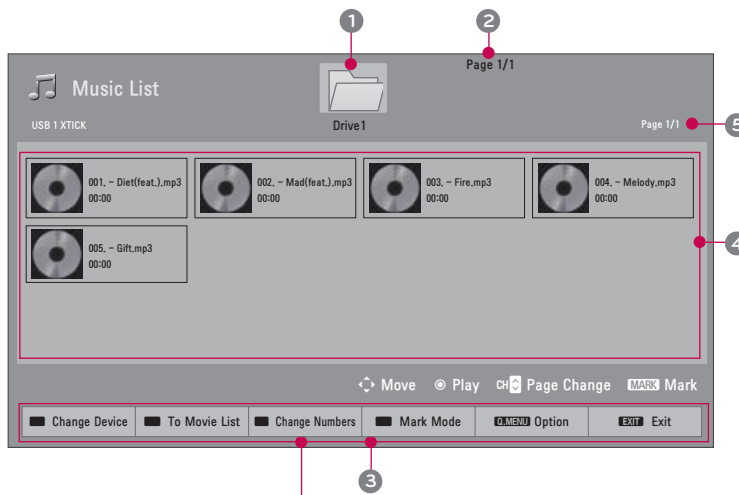 1
2
Page 1/1
Music List
USB 1 XTICK
Drive1
Page 1/1
5
001. - Diet(feat.).mp3
00:00
002. - Mad(feat.).mp3
00:00
003. - Fire.mp3
00:00
004. - Melody.mp3
00:00
4
005. - Gift.mp3
00:00
Move
Play
CH Page Change
MARK Mark
Change Device
To Movie List
Change Numbers
Mark Mode
Q.MENU Option
EXIT Exit
3